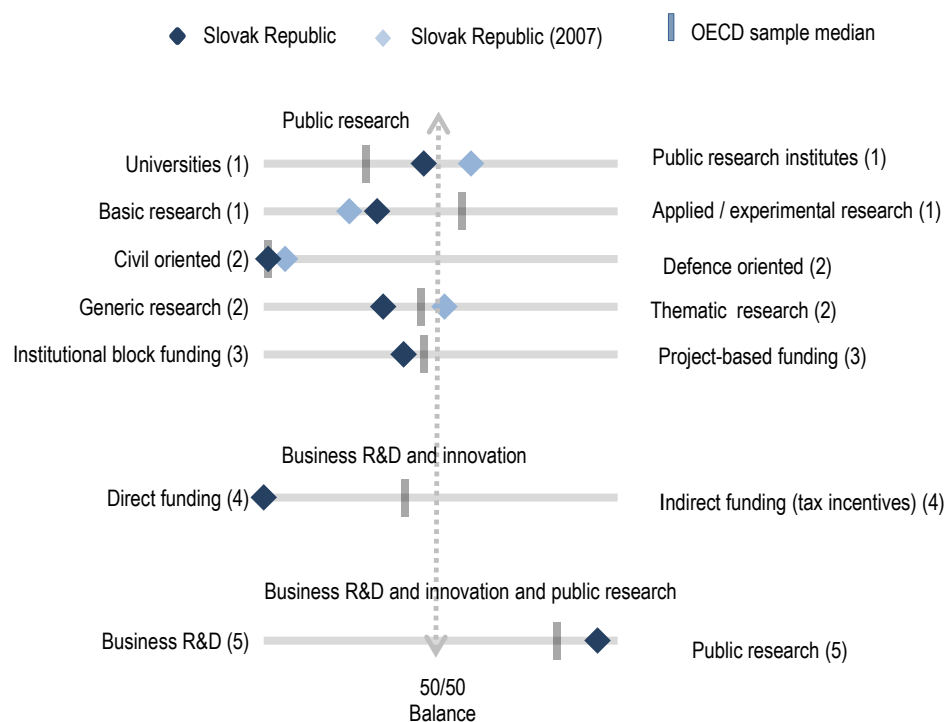 Slovak Republic
Slovak Republic (2007)
OECD sample median
Public research
Universities (1)
Public research institutes (1)
Basic research (1)
Applied / experimental research (1)
Civil oriented (2)
Defence oriented (2)
Generic research (2)
Thematic research (2)
Institutional block funding (3)
Project-based funding (3)
Business R&D and innovation
Direct funding (4)
Indirect funding (tax incentives) (4)
Business R&D and innovation and public research
Business R&D (5)
Public research (5)
50/50
Balance